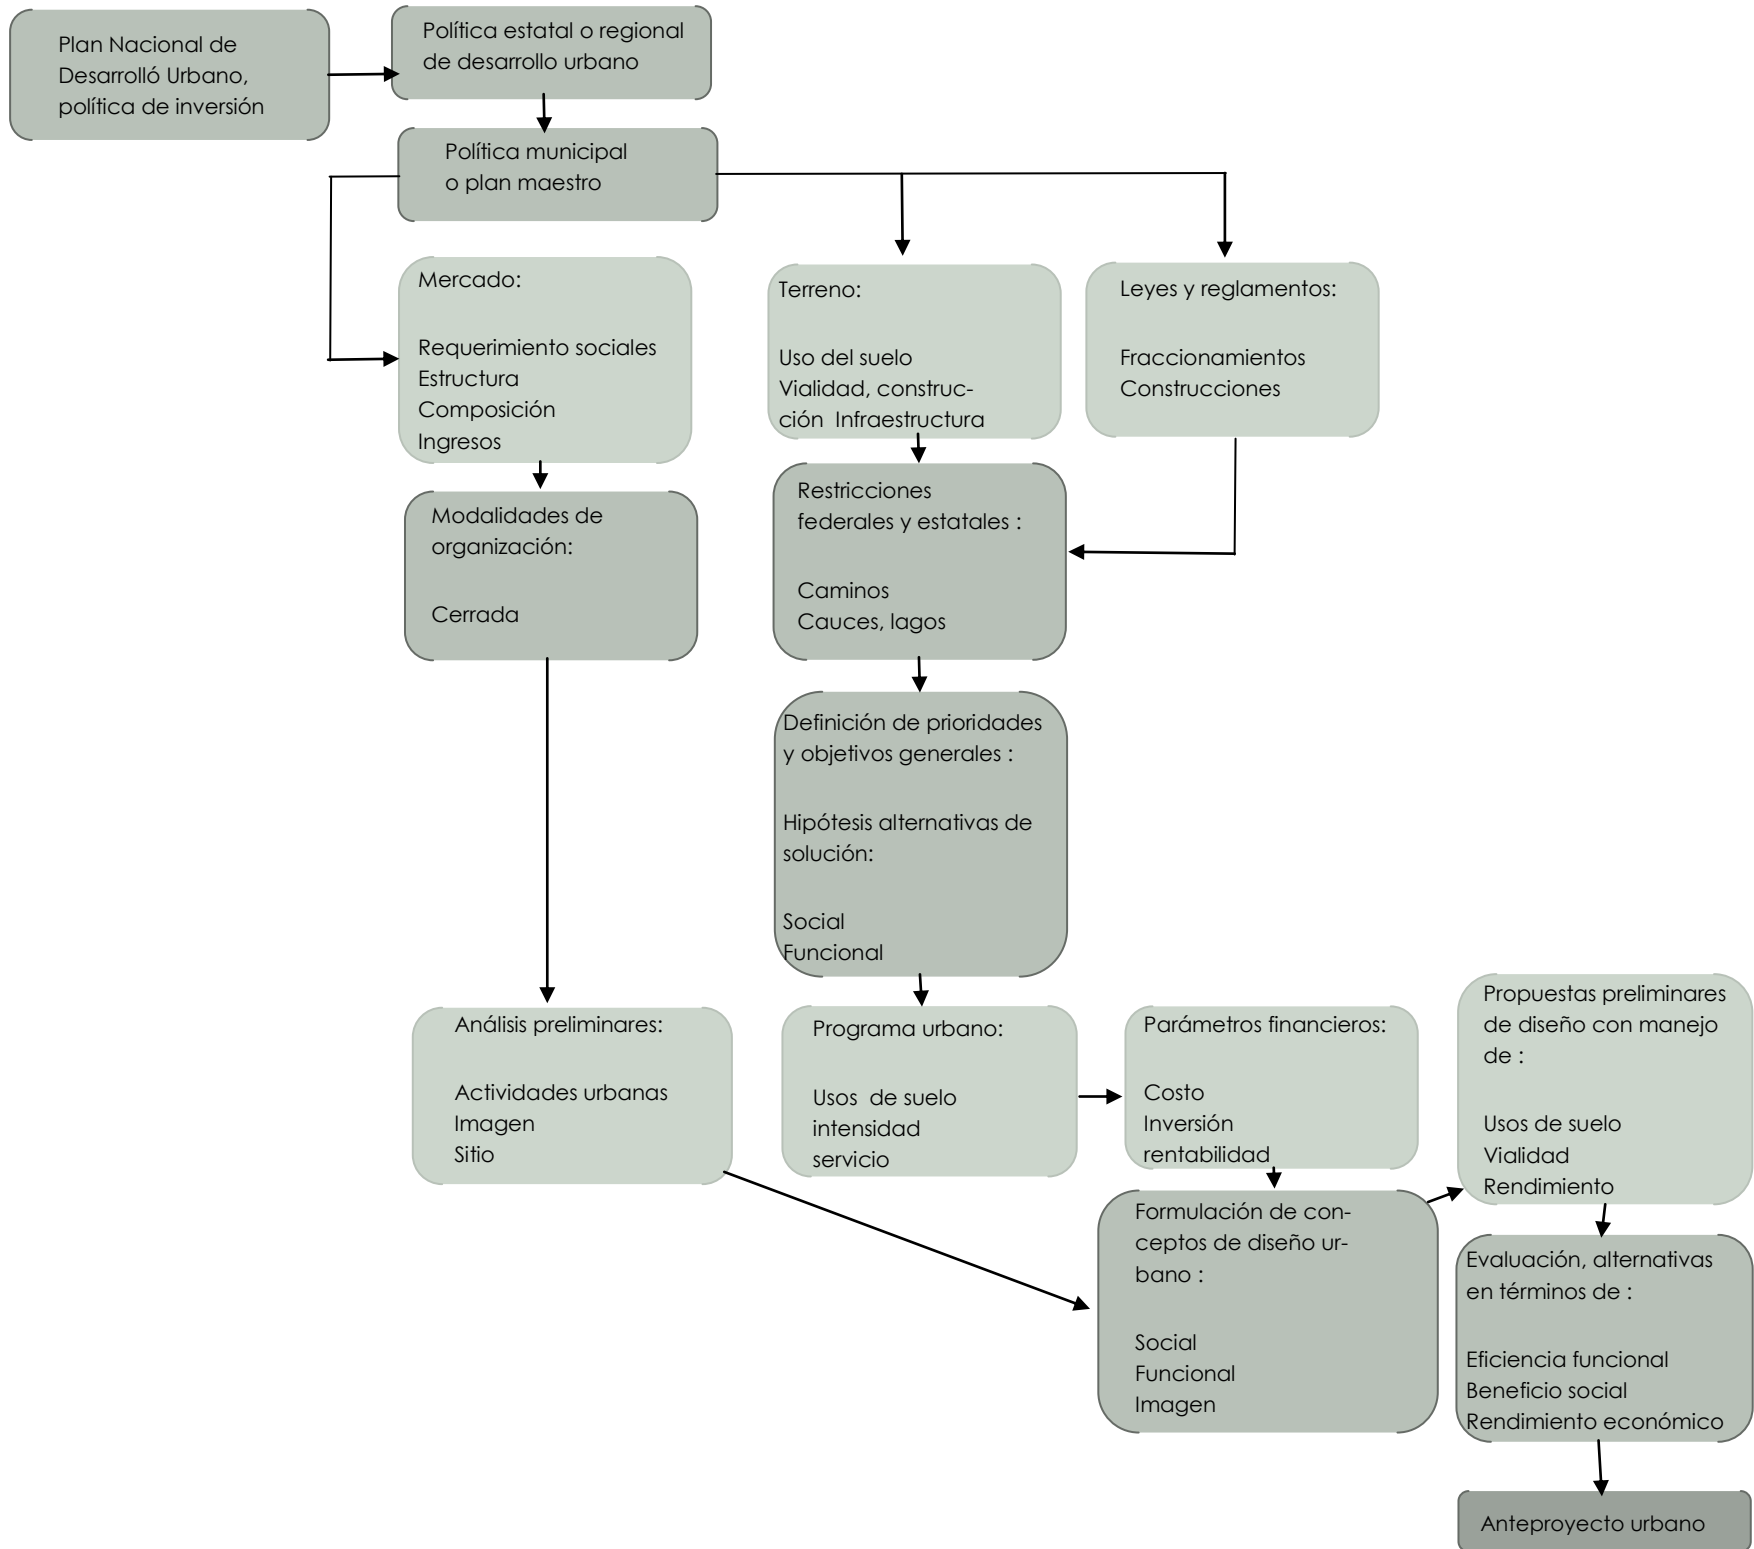 Plan Nacional de
Desarrolló Urbano,
política de inversión
Política estatal o regional
de desarrollo urbano
Política municipal
o plan maestro
Mercado:
Requerimiento sociales
Estructura
Composición
Ingresos
Terreno:
Uso del suelo
Vialidad, construc-
ción  Infraestructura
Leyes y reglamentos:
Fraccionamientos
Construcciones
Modalidades de
organización:
Cerrada
Restricciones
federales y estatales :
Caminos
Cauces, lagos
Definición de prioridades
y objetivos generales :
Hipótesis alternativas de
solución:
Social
Funcional
Análisis preliminares:
Actividades urbanas
Imagen
Sitio
Programa urbano:
Usos  de suelo
intensidad
servicio
Parámetros financieros:
Costo
Inversión
rentabilidad
Formulación de con-
ceptos de diseño ur-
bano :
Social
Funcional
Imagen
Propuestas preliminares
de diseño con manejo
de :
Usos de suelo
Vialidad
Rendimiento
Evaluación, alternativas
en términos de :
Eficiencia funcional
Beneficio social
Rendimiento económico
Anteproyecto urbano